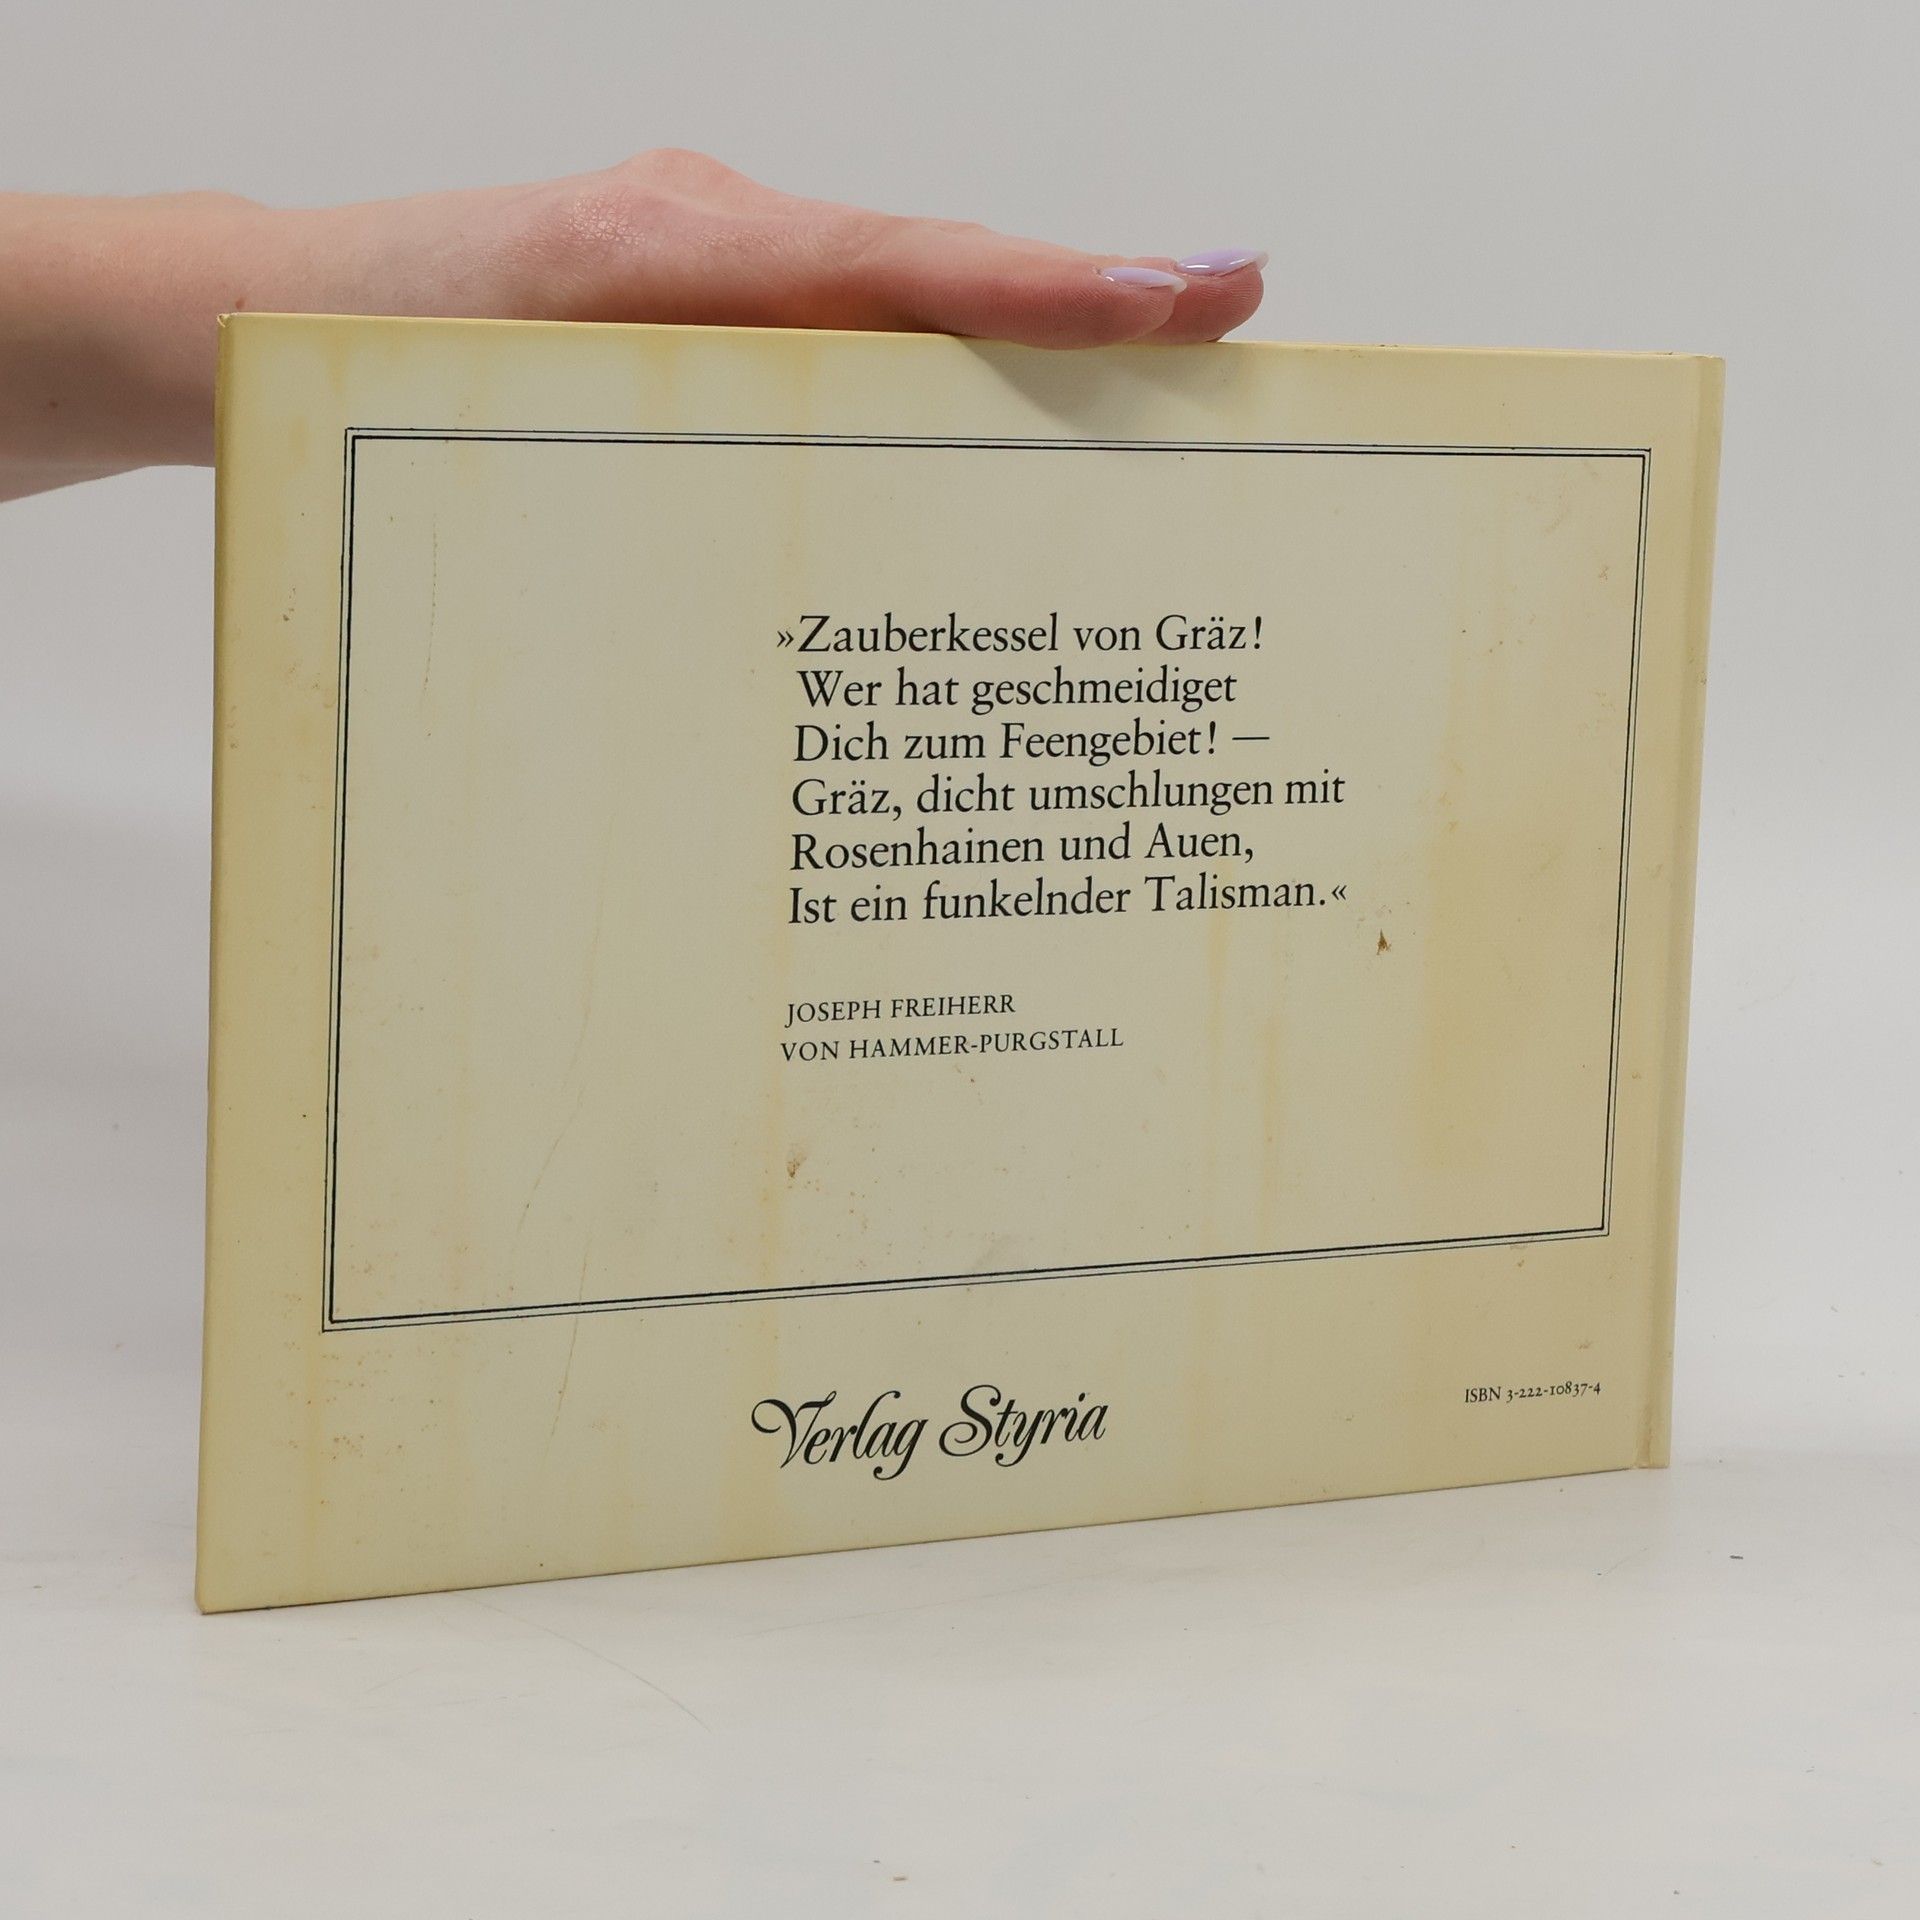 »Zauberkessel von Gräz!
Wer hat geschmeidiget
Dich zum Feengebiet! —
Gräz, dicht umschlungen mit
Rosenhainen und Auen,
Ist ein funkelnder Talisman.«
JOSEPH FREIHERR
VON HAMMER-PURGSTALL
Verlag Styria
ISBN 3-222-10837-4